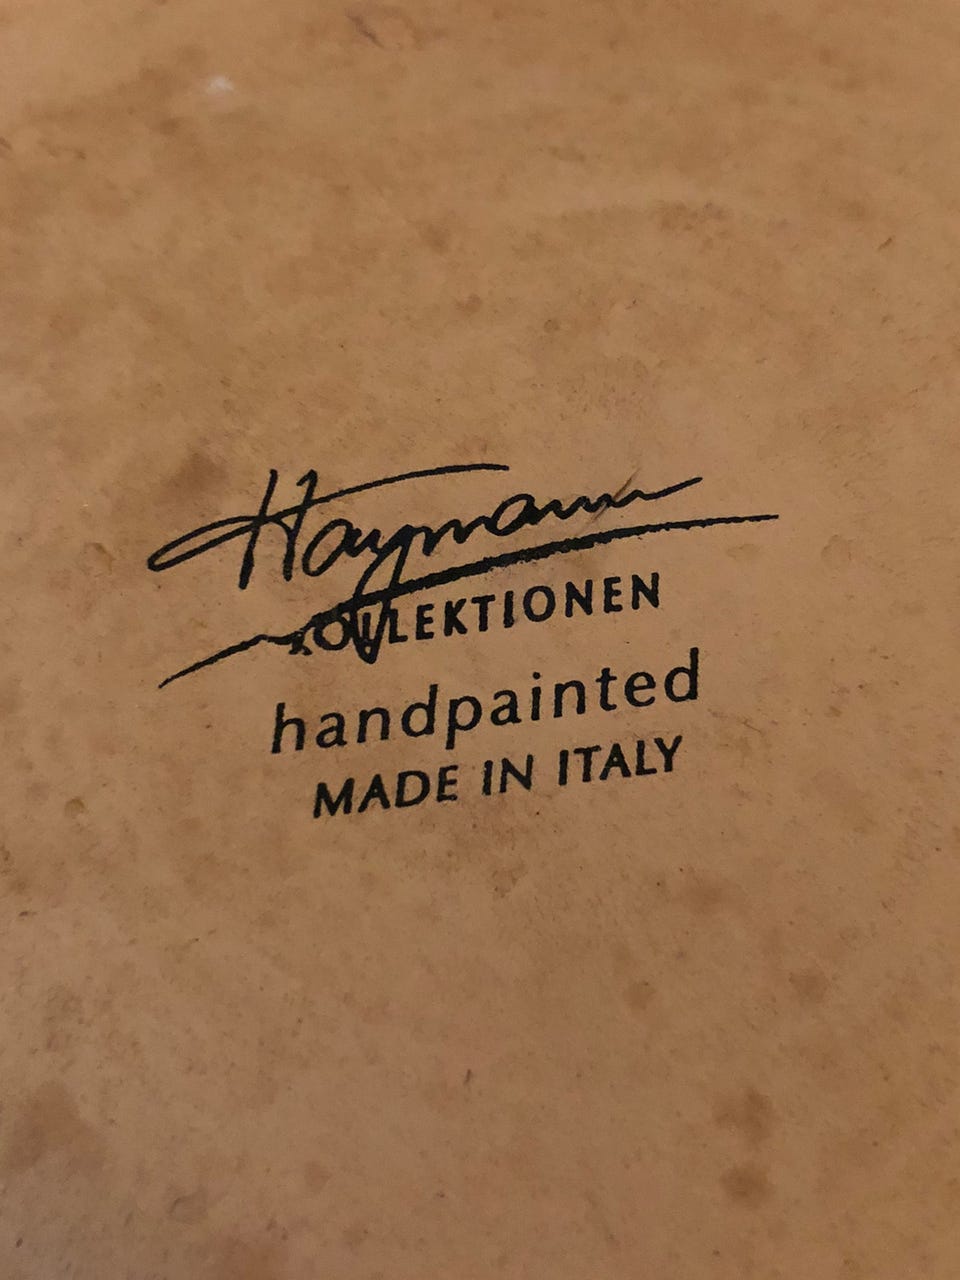 Haymann
KOLLEKTIONEN
handpainted
MADE IN ITALY